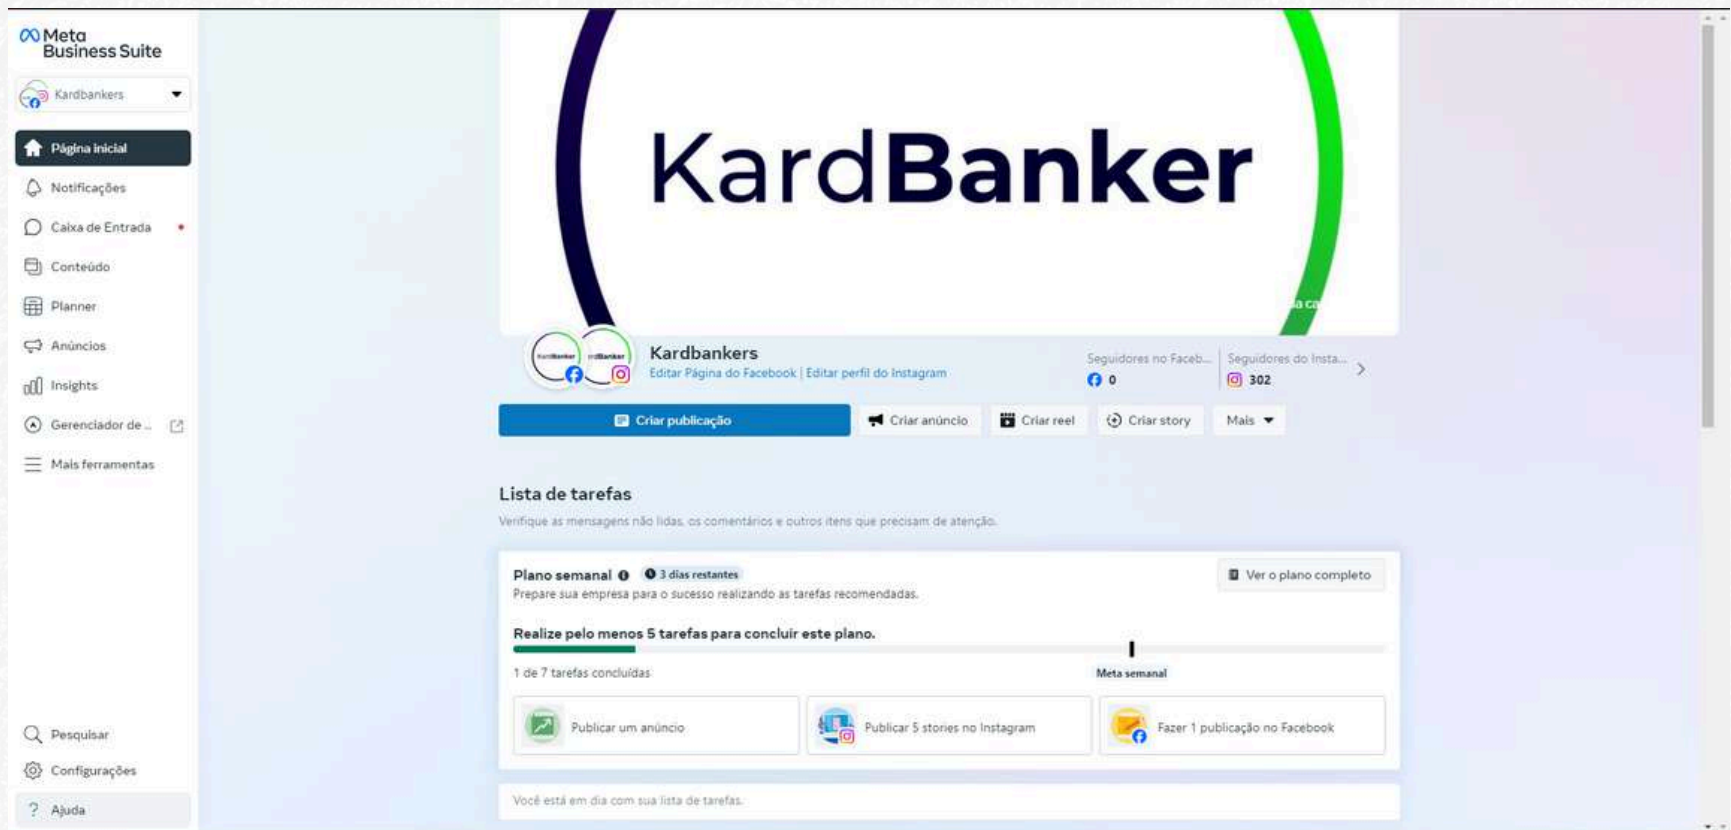 Meta
Business Suite
Kardbankers
Página inicial
Notificações
Caixa de Entrada
Conteúdo
Planner
Anúncios
Insights
Gerenciador de ...
Mais ferramentas
Pesquisar
Configurações
? Ajuda
KardBanker
Kardbankers
Editar Página do Facebook | Editar perfil do Instagram
Seguidores no Faceb...
0
Seguidores do Insta...
302
Criar publicação
Criar anúncio
Criar reel
Criar story
Mais
Lista de tarefas
Verifique as mensagens não lidas, os comentários e outros itens que precisam de atenção.
Plano semanal
3 dias restantes
Ver o plano completo
Prepare sua empresa para o sucesso realizando as tarefas recomendadas.
Realize pelo menos 5 tarefas para concluir este plano.
1 de 7 tarefas concluídas
Meta semanal
Publicar um anúncio
Publicar 5 stories no Instagram
Fazer 1 publicação no Facebook
Você está em dia com sua lista de tarefas.